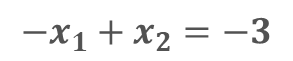 −x₁ + x₂ = −3